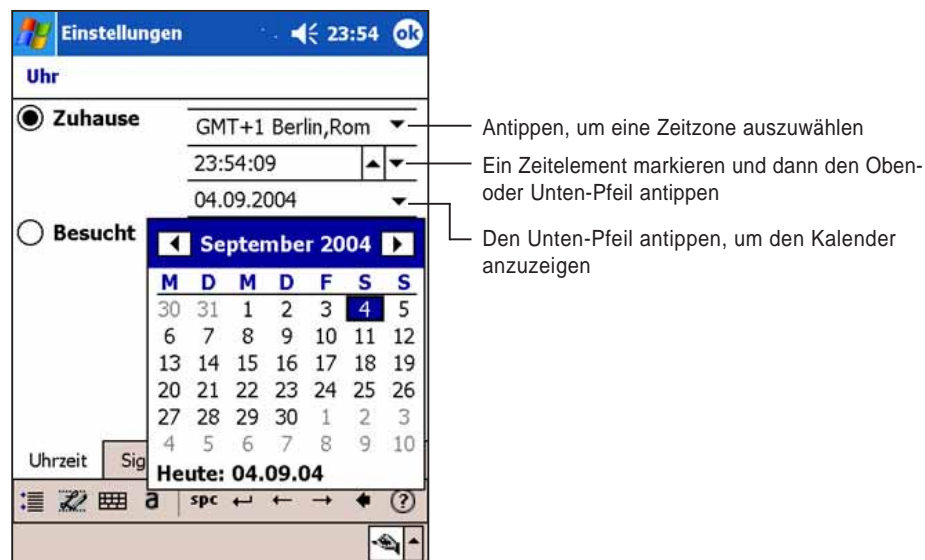 Einstellungen 23:54 ok
Uhr
Zuhause
GMT+1 Berlin,Rom
23:54:09
04.09.2004
Besucht
September 2004
M D M D F S S
30 31 1 2 3 4 5
6 7 8 9 10 11 12
13 14 15 16 17 18 19
20 21 22 23 24 25 26
27 28 29 30 1 2 3
4 5 6 7 8 9 10
Heute: 04.09.04
Uhrzeit Sig
a spc ?
Antippen, um eine Zeitzone auszuwählen
Ein Zeitelement markieren und dann den Oben-
oder Unten-Pfeil antippen
Den Unten-Pfeil antippen, um den Kalender
anzuzeigen